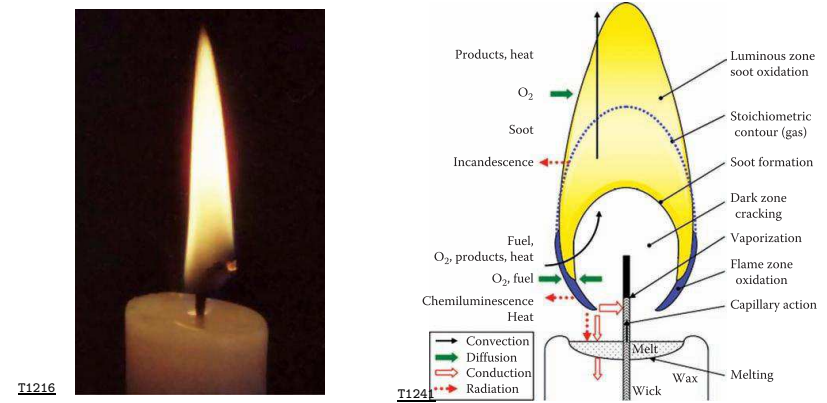 T1216
Products, heat
O2
Soot
Incandescence
Fuel,
O2, products, heat
O2, fuel
Chemiluminescence
Heat
Convection
Diffusion
Conduction
Radiation
T1241
Melt
Wax
Wick
Luminous zone
soot oxidation
Stoichiometric
contour (gas)
Soot formation
Dark zone
cracking
Vaporization
Flame zone
oxidation
Capillary action
Melting